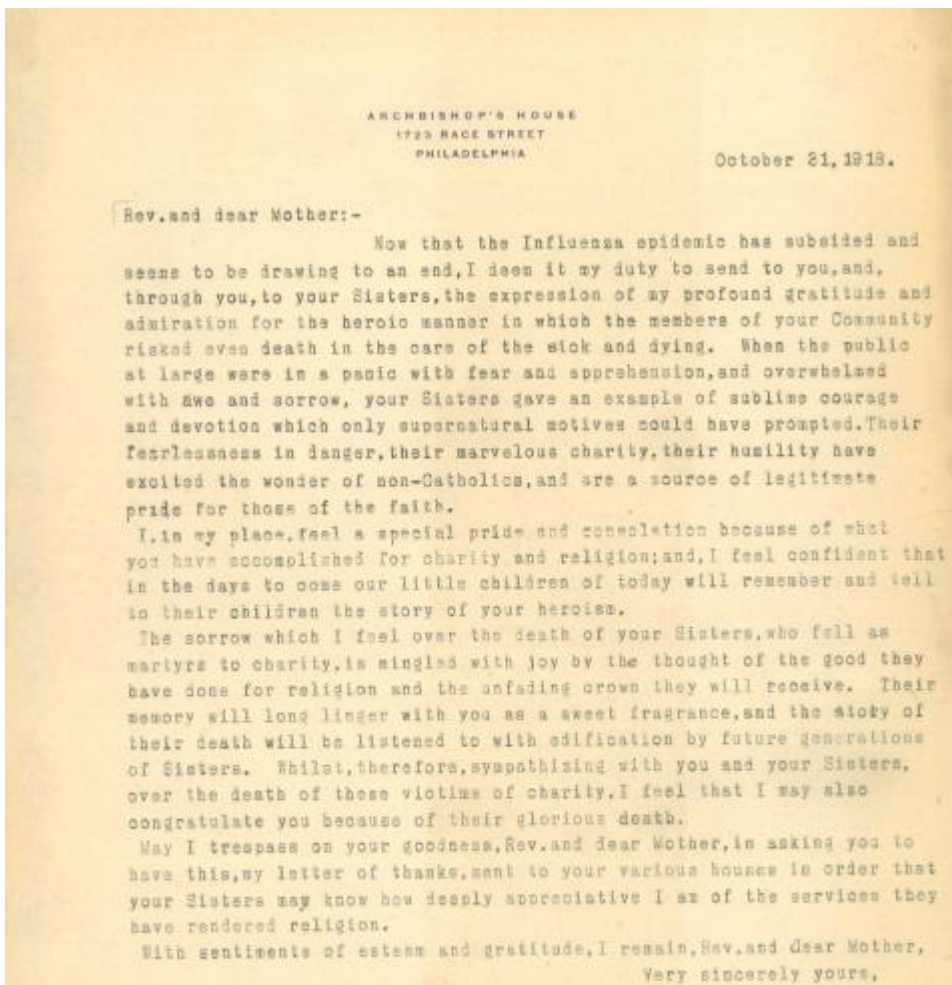 ARCHBISHOP'S HOUSE
1723 RACE STREET
PHILADELPHIA
October 31,1918.
Rev.and dear Mother:-
Now that the Influenza epidemic has subsided and
seems to be drawing to an end,I deem it my duty to send to you,and,
through you,to your Sisters,the expression of my profound gratitude and
admiration for the heroic manner in which the members of your Community
risked even death in the care of the sick and dying. When the public
at large were in a panic with fear and apprehension,and overwhelmed
with awe and sorrow, your Sisters gave an example of sublime courage
and devotion which only supernatural motives could have prompted.Their
fearlessness in danger,their marvelous charity,their humility have
excited the wonder of non-Catholics,and are a source of legitimate
pride for those of the faith.
I,in my place,feel a special pride and consolation because of what
you have accomplished for charity and religion;and,I feel confident that
in the days to come our little children of today will remember and tell
to their children the story of your heroism.
The sorrow which I feel over the death of your Sisters,who fell as
martyrs to charity,is mingled with joy by the thought of the good they
have done for religion and the unfading crown they will receive. Their
memory will long linger with you as a sweet fragrance,and the story of
their death will be listened to with edification by future generations
of Sisters. Whilst,therefore,sympathizing with you and your Sisters,
over the death of these victims of charity,I feel that I may also
congratulate you because of their glorious death.
May I trespass on your goodness,Rev.and dear Mother,in asking you to
have this,my letter of thanks,sent to your various houses in order that
your Sisters may know how deeply appreciative I am of the services they
have rendered religion.
With sentiments of esteem and gratitude,I remain,Rev.and dear Mother,
Very sincerely yours,